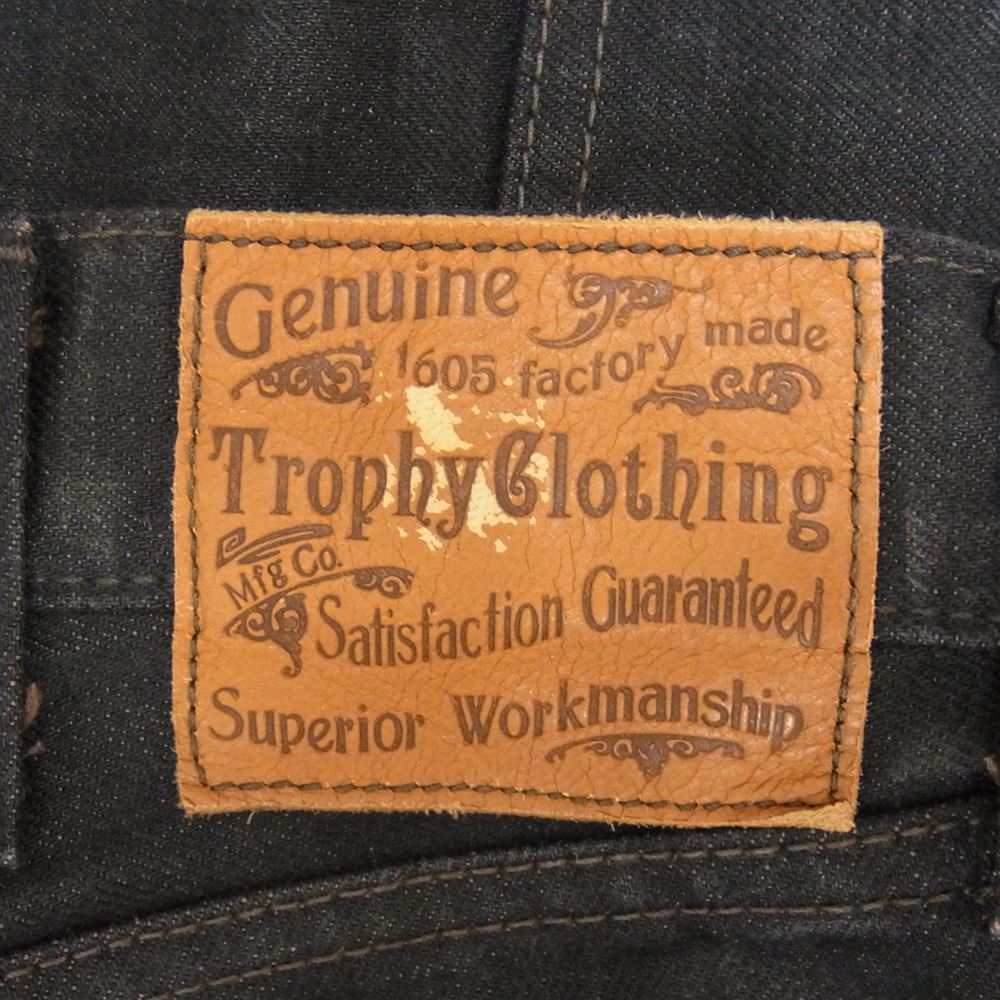 Genuine
1605 factory made
Trophy Clothing
Mfg Co.
Satisfaction Guaranteed
Superior Workmanship